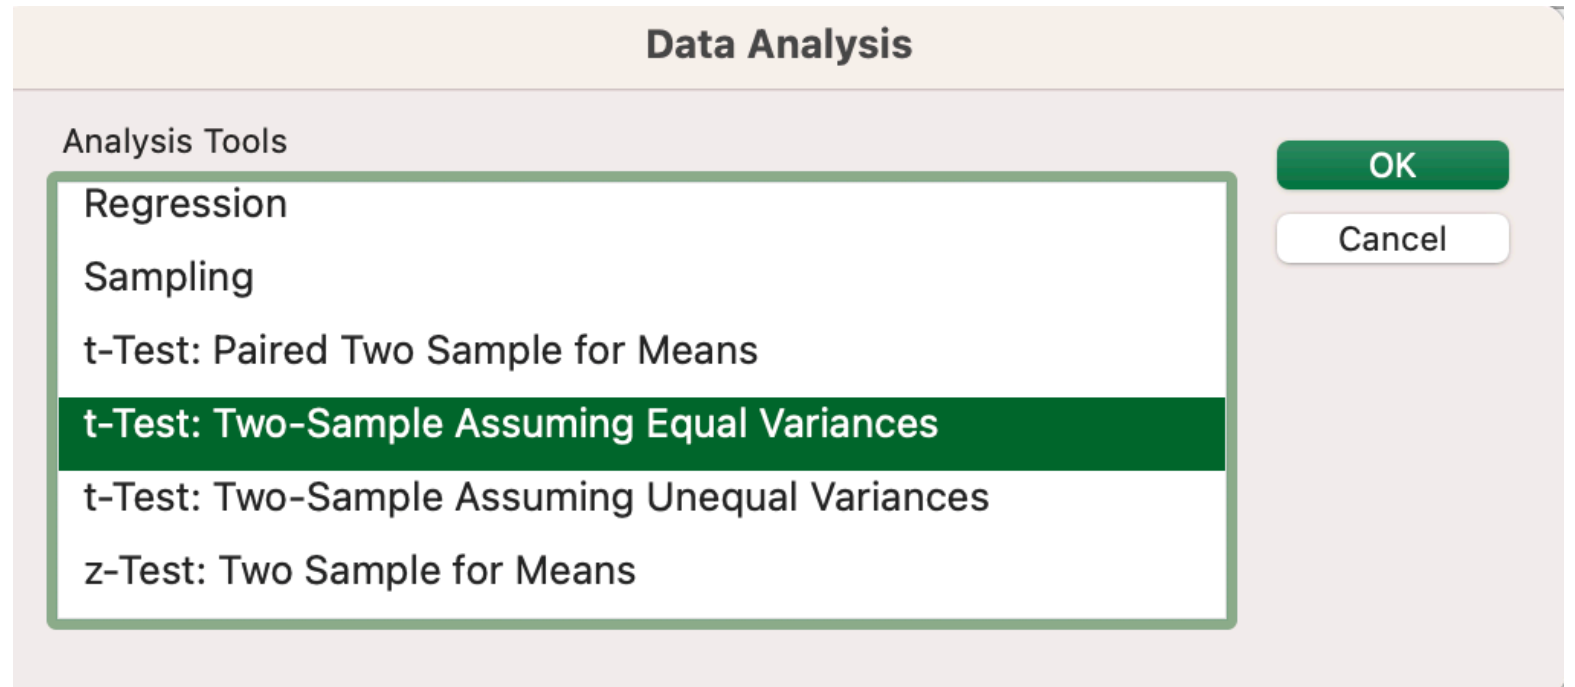 Data Analysis
Analysis Tools
OK
Regression
Cancel
Sampling
t-Test: Paired Two Sample for Means
t-Test: Two-Sample Assuming Equal Variances
t-Test: Two-Sample Assuming Unequal Variances
z-Test: Two Sample for Means